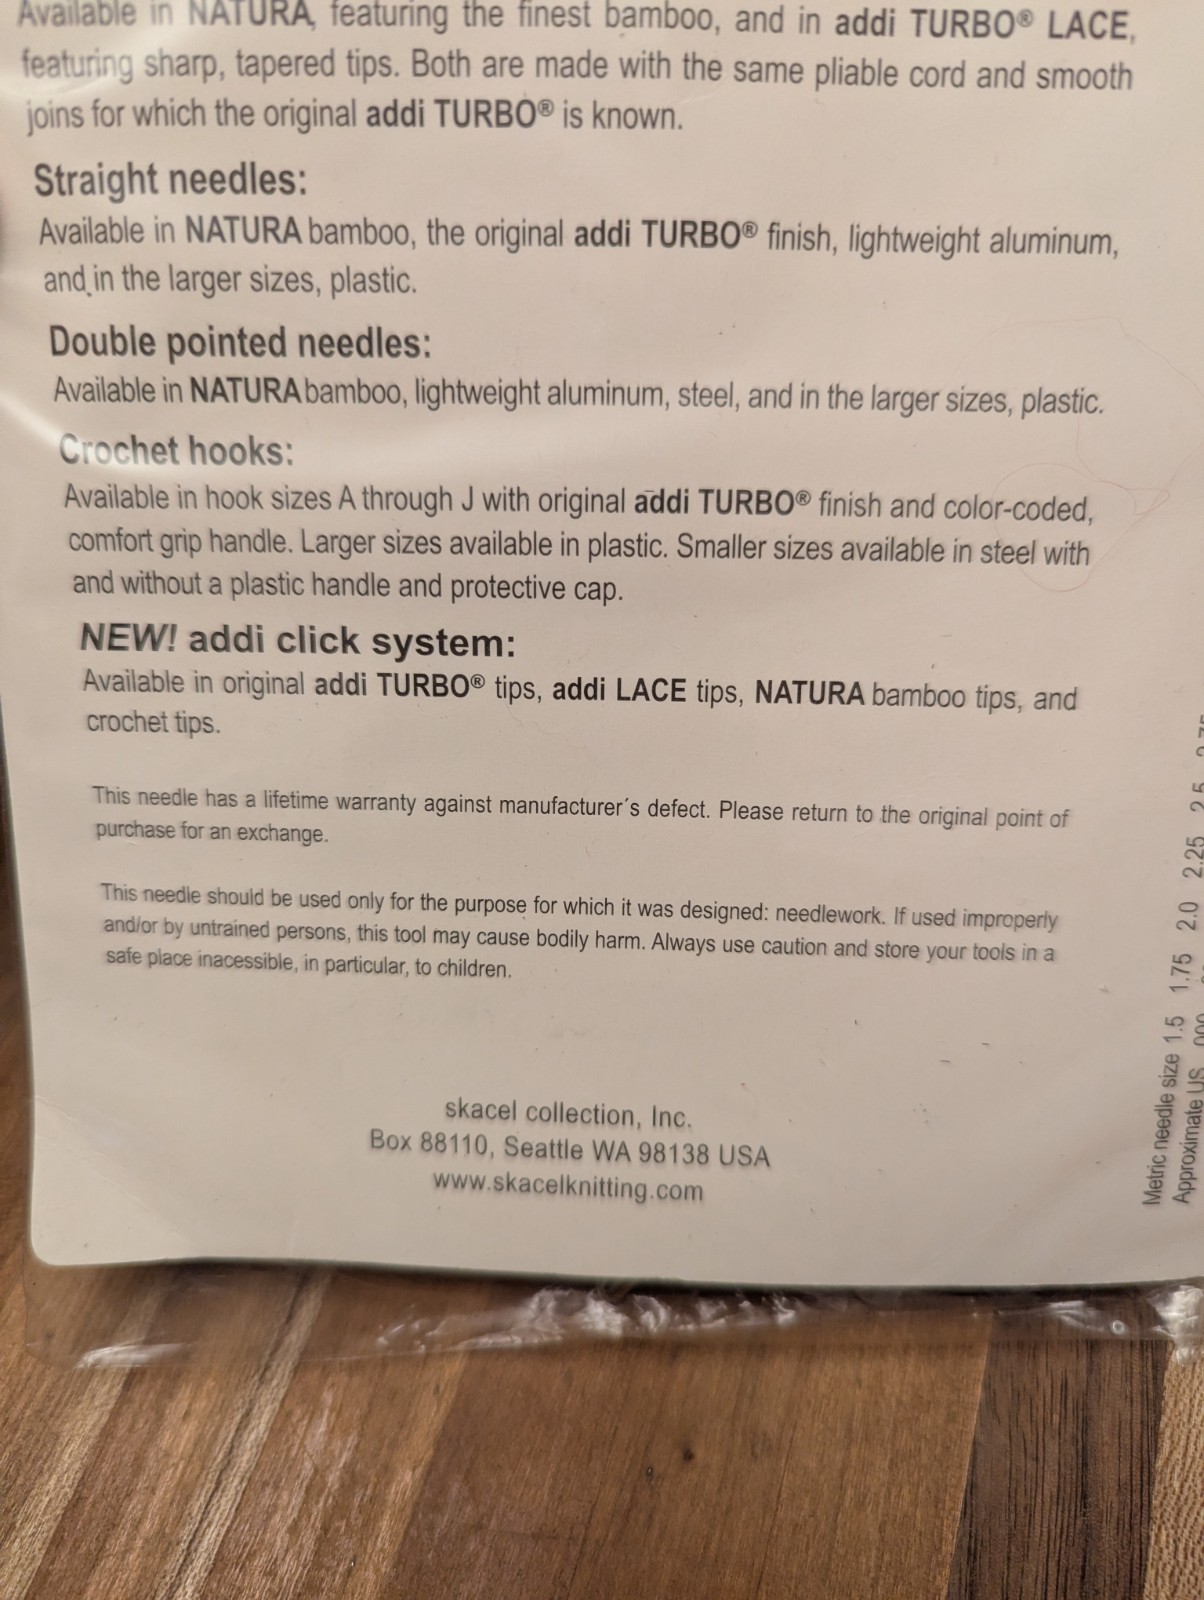 Available in NATURA, featuring the finest bamboo, and in addi TURBO® LACE,
featuring sharp, tapered tips. Both are made with the same pliable cord and smooth
joins for which the original addi TURBO® is known.
Straight needles:
Available in NATURA bamboo, the original addi TURBO® finish, lightweight aluminum,
and in the larger sizes, plastic.
Double pointed needles:
Available in NATURA bamboo, lightweight aluminum, steel, and in the larger sizes, plastic.
Crochet hooks:
Available in hook sizes A through J with original addi TURBO® finish and color-coded,
comfort grip handle. Larger sizes available in plastic. Smaller sizes available in steel with
and without a plastic handle and protective cap.
NEW! addi click system:
Available in original addi TURBO® tips, addi LACE tips, NATURA bamboo tips, and
crochet tips.
This needle has a lifetime warranty against manufacturer´s defect. Please return to the original point of
purchase for an exchange.
This needle should be used only for the purpose for which it was designed: needlework. If used improperly
and/or by untrained persons, this tool may cause bodily harm. Always use caution and store your tools in a
safe place inacessible, in particular, to children.
skacel collection, Inc.
Box 88110, Seattle WA 98138 USA
www.skacelknitting.com
Metric needle size 1.5 1.75 2.0 2.25 2.5
Approximate US 000